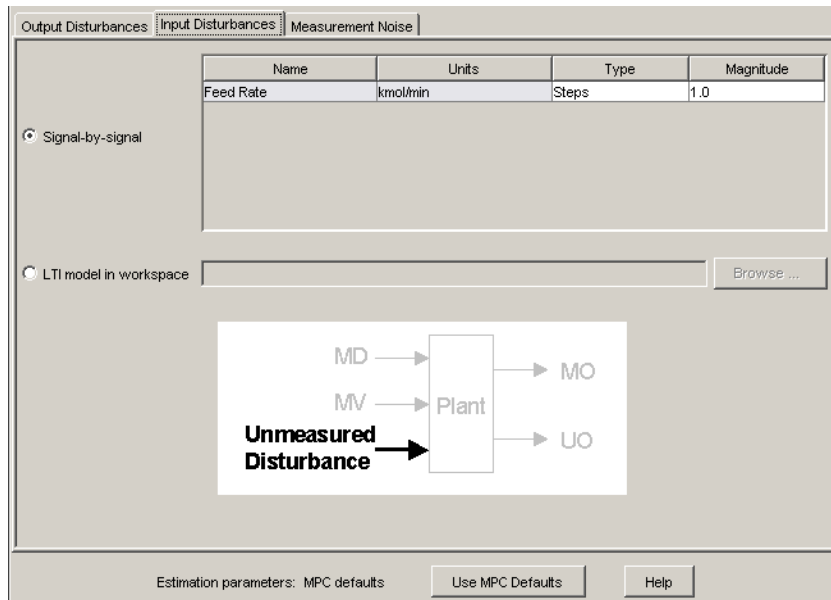 Output Disturbances Input Disturbances Measurement Noise
Name Units Type Magnitude
Feed Rate kmol/min Steps 1.0
Signal-by-signal
LTI model in workspace Browse ...
MD
MO
MV Plant
Unmeasured
Disturbance
UO
Estimation parameters: MPC defaults Use MPC Defaults Help